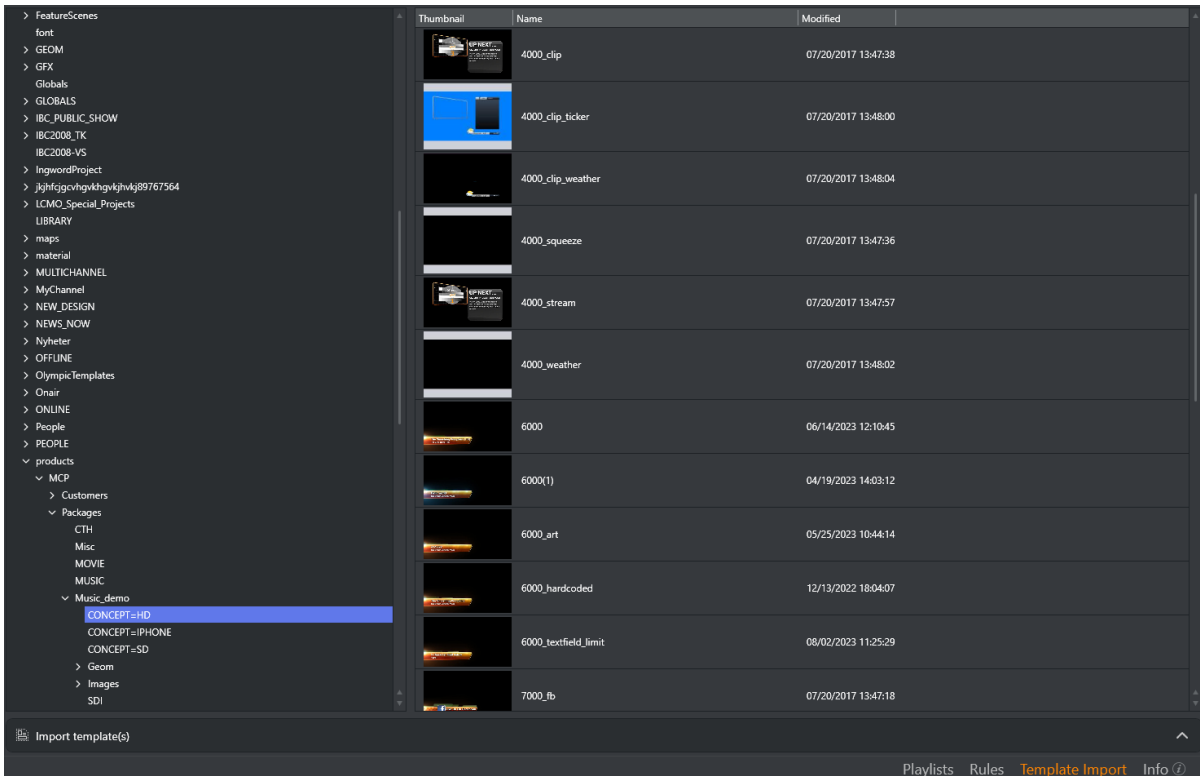 FeatureScenes
font
GEOM
GFX
Globals
GLOBALS
IBC_PUBLIC_SHOW
IBC2008_TK
IBC2008-VS
IngwordProject
jkjhfcjgcvhgvkhgvkjhvkj89767564
LCMO_Special_Projects
LIBRARY
maps
material
MULTICHANNEL
MyChannel
NEW_DESIGN
NEWS_NOW
Nyheter
OFFLINE
OlympicTemplates
Onair
ONLINE
People
PEOPLE
products
MCP
Customers
Packages
CTH
Misc
MOVIE
MUSIC
Music_demo
CONCEPT=HD
CONCEPT=IPHONE
CONCEPT=SD
Geom
Images
SDI
Thumbnail Name Modified
UP NEXT
4000_clip 07/20/2017 13:47:38
4000_clip_ticker 07/20/2017 13:48:00
4000_clip_weather 07/20/2017 13:48:04
4000_squeeze 07/20/2017 13:47:36
UP NEXT
4000_stream 07/20/2017 13:47:57
4000_weather 07/20/2017 13:48:02
6000 06/14/2023 12:10:45
6000(1) 04/19/2023 14:03:12
6000_art 05/25/2023 10:44:14
6000_hardcoded 12/13/2022 18:04:07
6000_textfield_limit 08/02/2023 11:25:29
7000_fb 07/20/2017 13:47:18
Import template(s)
Playlists Rules Template Import Info